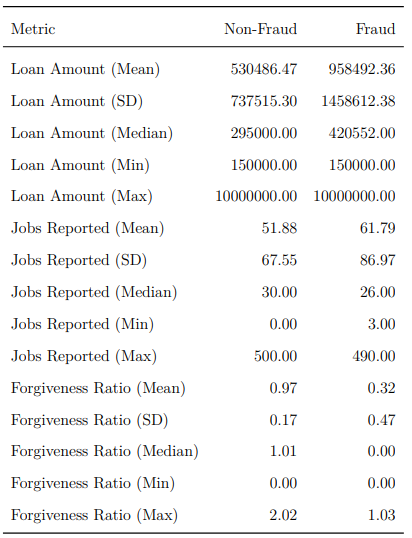 Metric Non-Fraud Fraud
Loan Amount (Mean) 530486.47 958492.36
Loan Amount (SD) 737515.30 1458612.38
Loan Amount (Median) 295000.00 420552.00
Loan Amount (Min) 150000.00 150000.00
Loan Amount (Max) 10000000.00 10000000.00
Jobs Reported (Mean) 51.88 61.79
Jobs Reported (SD) 67.55 86.97
Jobs Reported (Median) 30.00 26.00
Jobs Reported (Min) 0.00 3.00
Jobs Reported (Max) 500.00 490.00
Forgiveness Ratio (Mean) 0.97 0.32
Forgiveness Ratio (SD) 0.17 0.47
Forgiveness Ratio (Median) 1.01 0.00
Forgiveness Ratio (Min) 0.00 0.00
Forgiveness Ratio (Max) 2.02 1.03